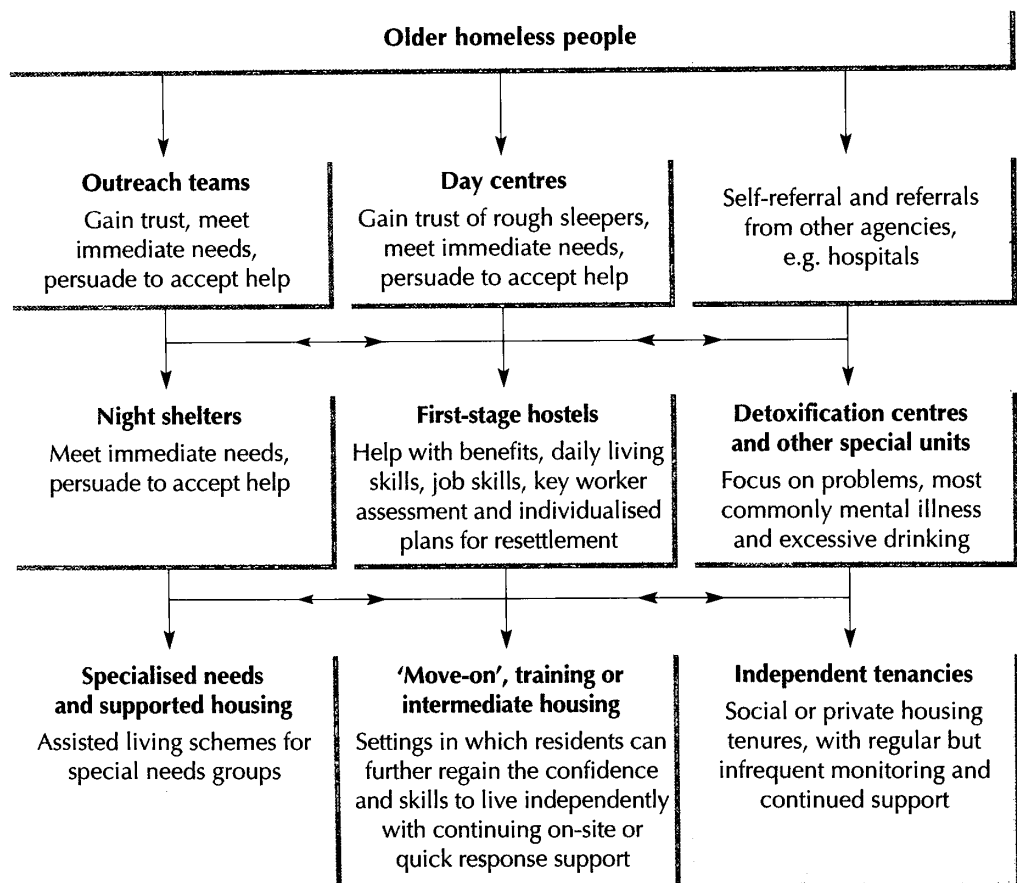 Older homeless people
Outreach teams
Gain trust, meet
immediate needs,
persuade to accept help
Day centres
Gain trust of rough sleepers,
meet immediate needs,
persuade to accept help
Self-referral and referrals
from other agencies,
e.g. hospitals
Night shelters
Meet immediate needs,
persuade to accept help
First-stage hostels
Help with benefits, daily living
skills, job skills, key worker
assessment and individualised
plans for resettlement
Detoxification centres
and other special units
Focus on problems, most
commonly mental illness
and excessive drinking
Specialised needs
and supported housing
Assisted living schemes for
special needs groups
‘Move-on’, training or
intermediate housing
Settings in which residents can
further regain the confidence
and skills to live independently
with continuing on-site or
quick response support
Independent tenancies
Social or private housing
tenures, with regular but
infrequent monitoring and
continued support